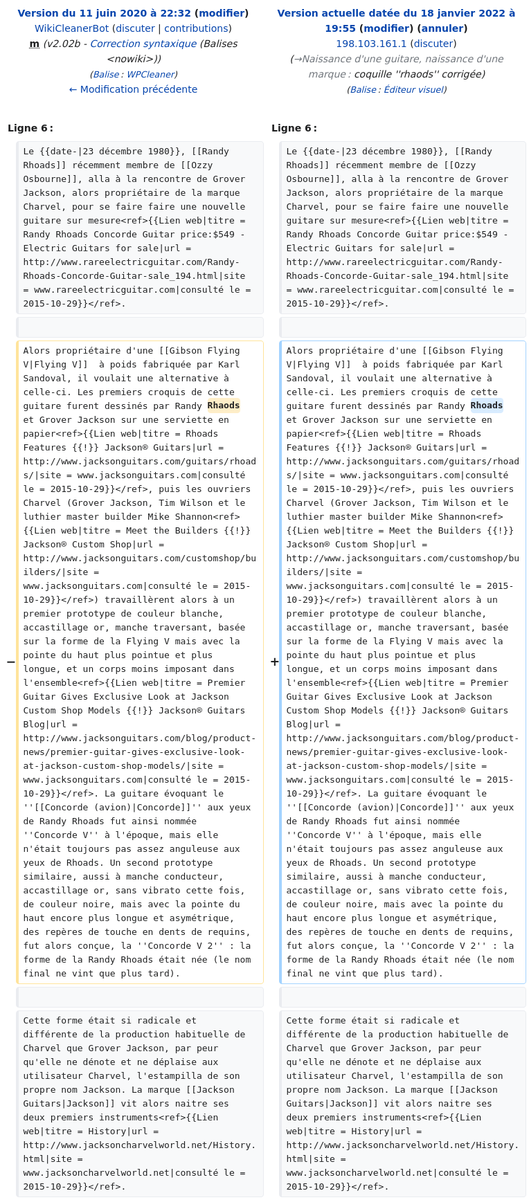 Version du 11 juin 2020 à 22:32 (modifier)
WikiCleanerBot (discuter | contributions)
m (v2.02b - Correction syntaxique (Balises
<nowiki>))
(Balise : WPCleaner)
← Modification précédente
Version actuelle datée du 18 janvier 2022 à
19:55 (modifier) (annuler)
198.103.161.1 (discuter)
(→Naissance d'une guitare, naissance d'une
marque : coquille ''rhaods'' corrigée)
(Balise : Éditeur visuel)
Ligne 6 :
Le {{date-|23 décembre 1980}}, [[Randy
Rhoads]] récemment membre de [[Ozzy
Osbourne]], alla à la rencontre de Grover
Jackson, alors propriétaire de la marque
Charvel, pour se faire faire une nouvelle
guitare sur mesure<ref>{{Lien web|titre =
Randy Rhoads Concorde Guitar price:$549 -
Electric Guitars for sale|url =
http://www.rareelectricguitar.com/Randy-
Rhoads-Concorde-Guitar-sale_194.html|site
= www.rareelectricguitar.com|consulté le =
2015-10-29}}</ref>.
Alors propriétaire d'une [[Gibson Flying
V|Flying V]]  à poids fabriquée par Karl
Sandoval, il voulait une alternative à
celle-ci. Les premiers croquis de cette
guitare furent dessinés par Randy Rhaods
et Grover Jackson sur une serviette en
papier<ref>{{Lien web|titre = Rhoads
Features {{!}} Jackson® Guitars|url =
http://www.jacksonguitars.com/guitars/rhoad
s/|site = www.jacksonguitars.com|consulté
le = 2015-10-29}}</ref>, puis les ouvriers
Charvel (Grover Jackson, Tim Wilson et le
luthier master builder Mike Shannon<ref>
{{Lien web|titre = Meet the Builders {{!}}
Jackson® Custom Shop|url =
http://www.jacksonguitars.com/customshop/bu
ilders/|site =
www.jacksonguitars.com|consulté le = 2015-
10-29}}</ref>) travaillèrent alors à un
premier prototype de couleur blanche,
accastillage or, manche traversant, basée
sur la forme de la Flying V mais avec la
pointe du haut plus pointue et plus
− longue, et un corps moins imposant dans
l'ensemble<ref>{{Lien web|titre = Premier
Guitar Gives Exclusive Look at Jackson
Custom Shop Models {{!}} Jackson® Guitars
Blog|url =
http://www.jacksonguitars.com/blog/product-
news/premier-guitar-gives-exclusive-look-
at-jackson-custom-shop-models/|site =
www.jacksonguitars.com|consulté le = 2015-
10-29}}</ref>. La guitare évoquant le
''[[Concorde (avion)|Concorde]]'' aux yeux
de Randy Rhoads fut ainsi nommée
''Concorde V'' à l'époque, mais elle
n'était toujours pas assez anguleuse aux
yeux de Rhoads. Un second prototype
similaire, aussi à manche conducteur,
accastillage or, sans vibrato cette fois,
de couleur noire, mais avec la pointe du
haut encore plus longue et asymétrique,
des repères de touche en dents de requins,
fut alors conçue, la ''Concorde V 2'' : la
forme de la Randy Rhoads était née (le nom
final ne vint que plus tard).
Cette forme était si radicale et
différente de la production habituelle de
Charvel que Grover Jackson, par peur
qu'elle ne dénote et ne déplaise aux
utilisateur Charvel, l'estampilla de son
propre nom Jackson. La marque [[Jackson
Guitars|Jackson]] vit alors naitre ses
deux premiers instruments<ref>{{Lien
web|titre = History|url =
http://www.jacksoncharvelworld.net/History.
html|site =
www.jacksoncharvelworld.net|consulté le =
2015-10-29}}</ref>.
Ligne 6 :
Le {{date-|23 décembre 1980}}, [[Randy
Rhoads]] récemment membre de [[Ozzy
Osbourne]], alla à la rencontre de Grover
Jackson, alors propriétaire de la marque
Charvel, pour se faire faire une nouvelle
guitare sur mesure<ref>{{Lien web|titre =
Randy Rhoads Concorde Guitar price:$549 -
Electric Guitars for sale|url =
http://www.rareelectricguitar.com/Randy-
Rhoads-Concorde-Guitar-sale_194.html|site
= www.rareelectricguitar.com|consulté le =
2015-10-29}}</ref>.
Alors propriétaire d'une [[Gibson Flying
V|Flying V]]  à poids fabriquée par Karl
Sandoval, il voulait une alternative à
celle-ci. Les premiers croquis de cette
guitare furent dessinés par Randy Rhoads
et Grover Jackson sur une serviette en
papier<ref>{{Lien web|titre = Rhoads
Features {{!}} Jackson® Guitars|url =
http://www.jacksonguitars.com/guitars/rhoad
s/|site = www.jacksonguitars.com|consulté
le = 2015-10-29}}</ref>, puis les ouvriers
Charvel (Grover Jackson, Tim Wilson et le
luthier master builder Mike Shannon<ref>
{{Lien web|titre = Meet the Builders {{!}}
Jackson® Custom Shop|url =
http://www.jacksonguitars.com/customshop/bu
ilders/|site =
www.jacksonguitars.com|consulté le = 2015-
10-29}}</ref>) travaillèrent alors à un
premier prototype de couleur blanche,
accastillage or, manche traversant, basée
sur la forme de la Flying V mais avec la
pointe du haut plus pointue et plus
+ longue, et un corps moins imposant dans
l'ensemble<ref>{{Lien web|titre = Premier
Guitar Gives Exclusive Look at Jackson
Custom Shop Models {{!}} Jackson® Guitars
Blog|url =
http://www.jacksonguitars.com/blog/product-
news/premier-guitar-gives-exclusive-look-
at-jackson-custom-shop-models/|site =
www.jacksonguitars.com|consulté le = 2015-
10-29}}</ref>. La guitare évoquant le
''[[Concorde (avion)|Concorde]]'' aux yeux
de Randy Rhoads fut ainsi nommée
''Concorde V'' à l'époque, mais elle
n'était toujours pas assez anguleuse aux
yeux de Rhoads. Un second prototype
similaire, aussi à manche conducteur,
accastillage or, sans vibrato cette fois,
de couleur noire, mais avec la pointe du
haut encore plus longue et asymétrique,
des repères de touche en dents de requins,
fut alors conçue, la ''Concorde V 2'' : la
forme de la Randy Rhoads était née (le nom
final ne vint que plus tard).
Cette forme était si radicale et
différente de la production habituelle de
Charvel que Grover Jackson, par peur
qu'elle ne dénote et ne déplaise aux
utilisateur Charvel, l'estampilla de son
propre nom Jackson. La marque [[Jackson
Guitars|Jackson]] vit alors naitre ses
deux premiers instruments<ref>{{Lien
web|titre = History|url =
http://www.jacksoncharvelworld.net/History.
html|site =
www.jacksoncharvelworld.net|consulté le =
2015-10-29}}</ref>.